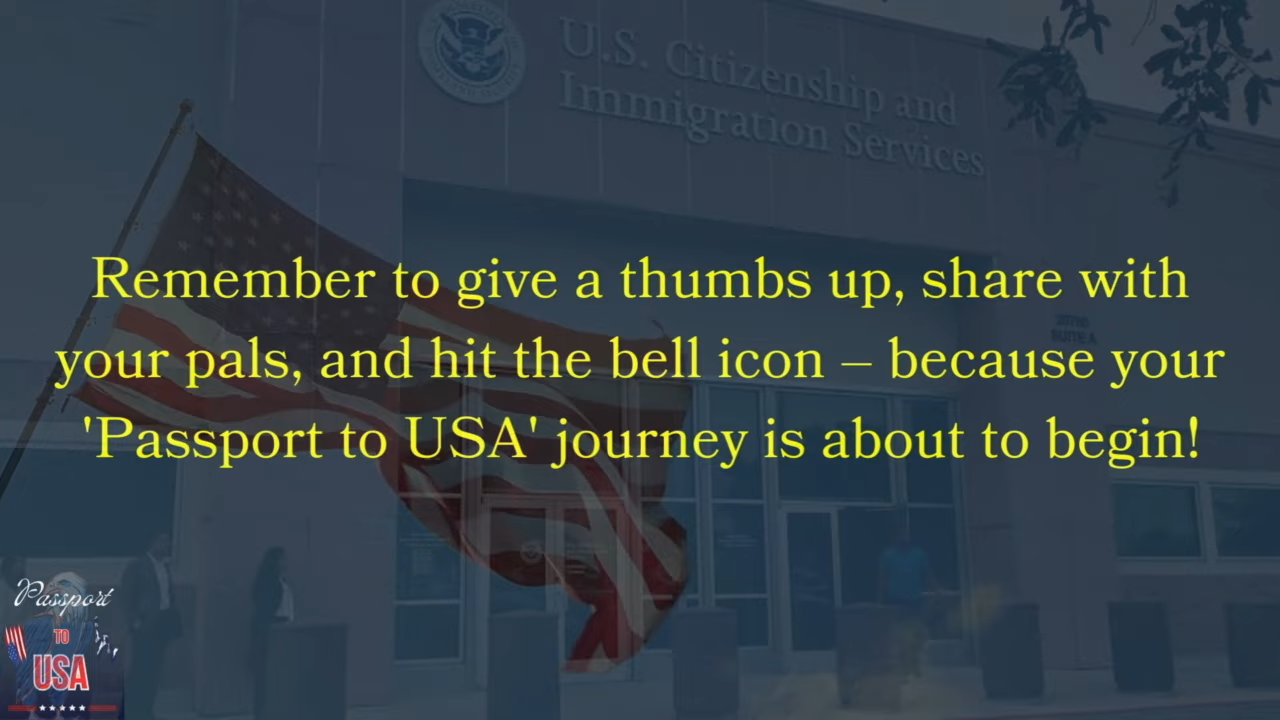 U.S. Citizenship and
Immigration Services
Remember to give a thumbs up, share with
your pals, and hit the bell icon – because your
'Passport to USA' journey is about to begin!
Passport
TO
USA